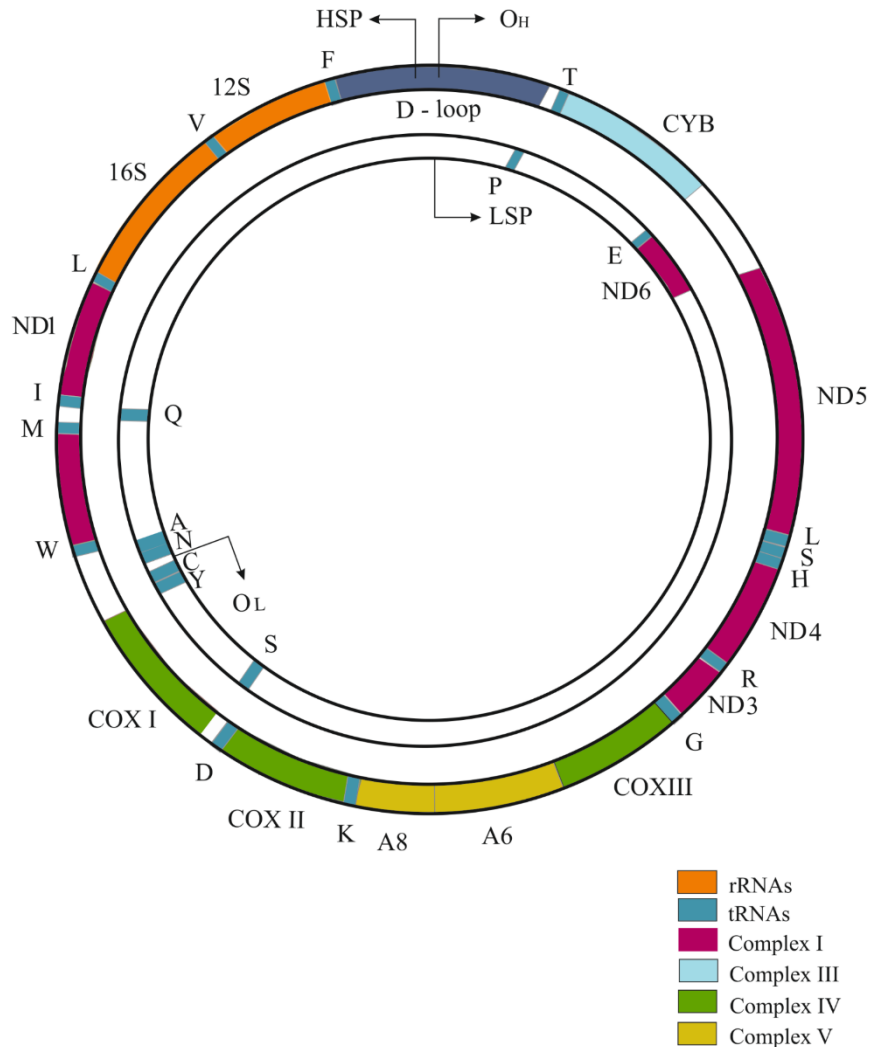 HSP
OH
F
T
12S
D - loop
CYB
V
P
16S
LSP
E
L
ND6
ND1
I
ND5
M
Q
A
N
W
C
Y
OL
L
S
H
S
ND4
R
COX I
ND3
D
G
COX II
K
A8
A6
COXIII
rRNAs
tRNAs
Complex I
Complex III
Complex IV
Complex V